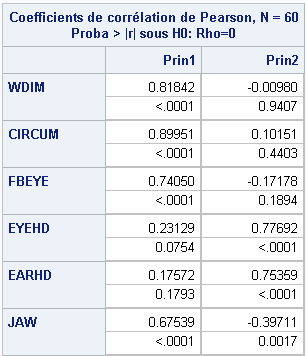 Coefficients de corrélation de Pearson, N = 60
Proba > |r| sous H0: Rho=0
Prin1 Prin2
WDIM 0.81842 -0.00980
<.0001 0.9407
CIRCUM 0.89951 0.10151
<.0001 0.4403
FBEYE 0.74050 -0.17178
<.0001 0.1894
EYEHD 0.23129 0.77692
0.0754 <.0001
EARHD 0.17572 0.75359
0.1793 <.0001
JAW 0.67539 -0.39711
<.0001 0.0017